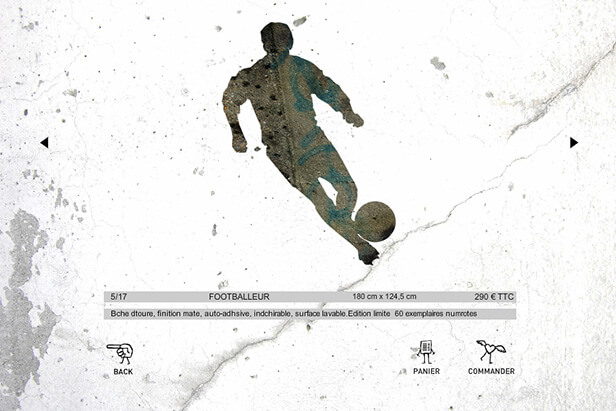 5/17 FOOTBALLEUR 180 cm x 124,5 cm 290 € TTC
Bche dtoure, finition mate, auto-adhsive, indchirable, surface lavable.Edition limite 60 exemplaires numrotes
BACK PANIER COMMANDER